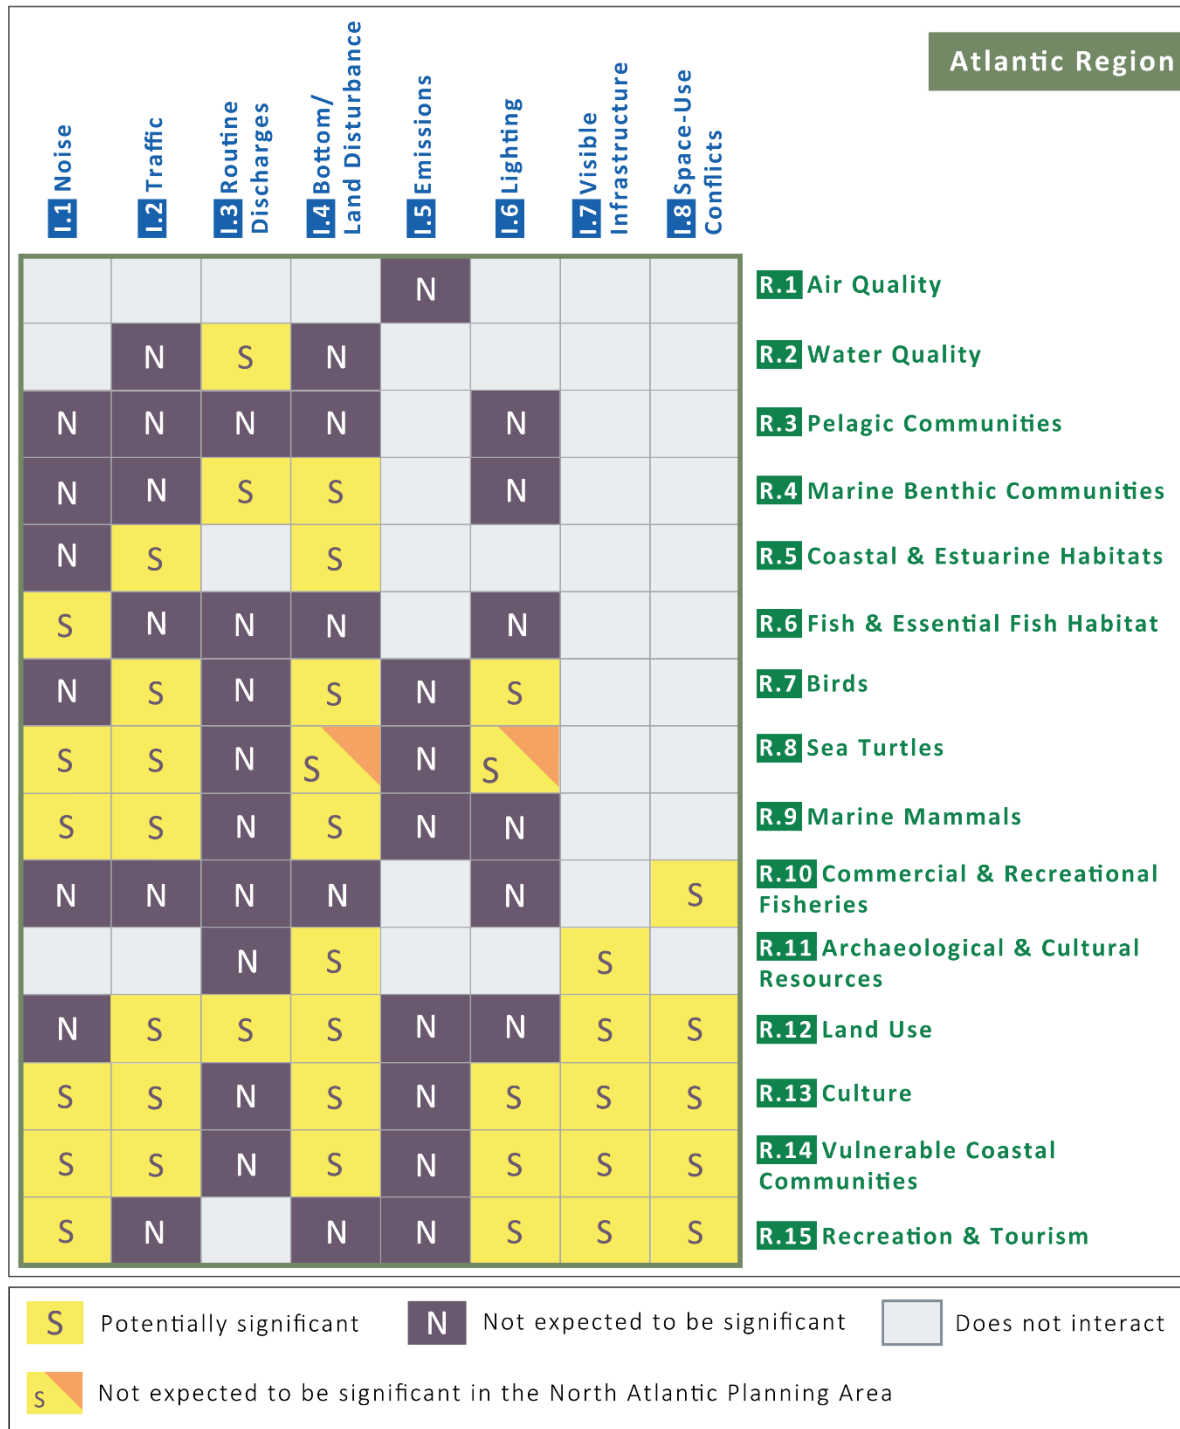 Atlantic Region
I.1 Noise
I.2 Traffic
I.3 Routine
Discharges
I.4 Bottom/
Land Disturbance
I.5 Emissions
I.6 Lighting
I.7 Visible
Infrastructure
I.8 Space-Use
Conflicts
N R.1 Air Quality
N S N R.2 Water Quality
N N N N N R.3 Pelagic Communities
N N S S N R.4 Marine Benthic Communities
N S S R.5 Coastal & Estuarine Habitats
S N N N N R.6 Fish & Essential Fish Habitat
N S N S N S R.7 Birds
S S N S N S R.8 Sea Turtles
S S N S N N R.9 Marine Mammals
N N N N N S R.10 Commercial & Recreational
Fisheries
N S S R.11 Archaeological & Cultural
Resources
N S S S N N S S R.12 Land Use
S S N S N S S S R.13 Culture
S S N S N S S S R.14 Vulnerable Coastal
Communities
S N N N S S S R.15 Recreation & Tourism
S Potentially significant N Not expected to be significant Does not interact
S Not expected to be significant in the North Atlantic Planning Area